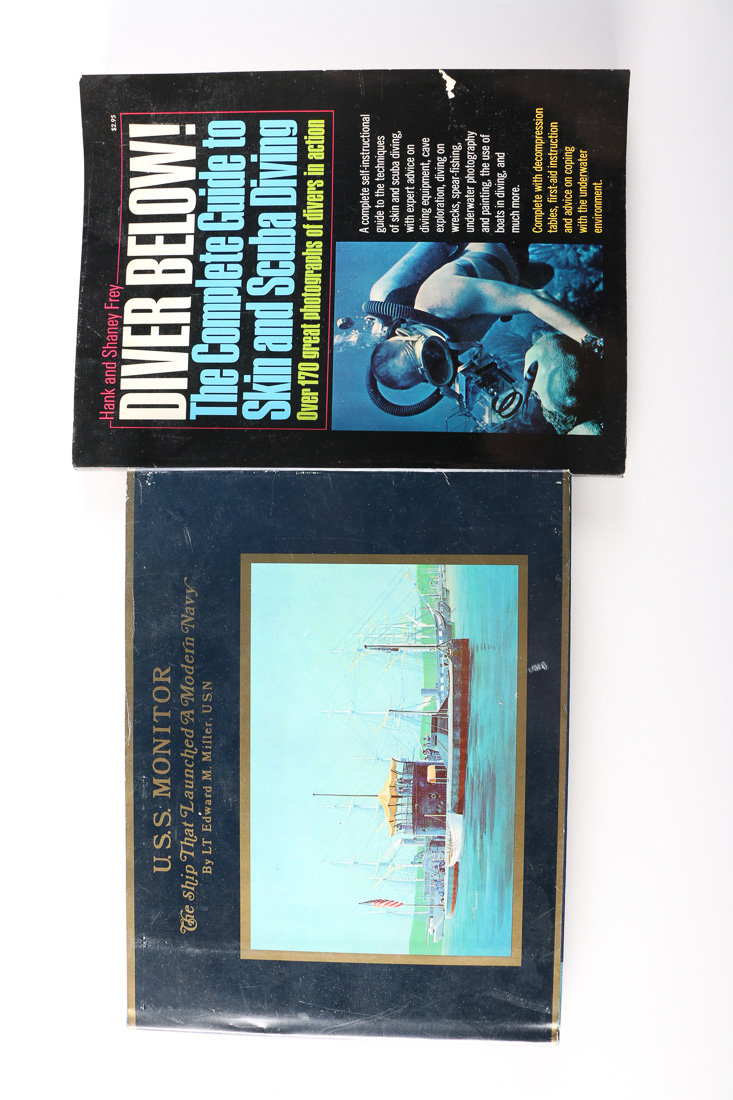 $2.95
Hank and Shaney Frey
DIVER BELOW!
The Complete Guide to
Skin and Scuba Diving
Over 170 great photographs of divers in action
A complete self-instructional
guide to the techniques
of skin and scuba diving,
with expert advice on
diving equipment, cave
exploration, diving on
wrecks, spear-fishing,
underwater photography
and painting, the use of
boats in diving, and
much more.
Complete with decompression
tables, first-aid instruction
and advice on coping
with the underwater
environment.
U.S.S. MONITOR
The Ship That Launched A Modern Navy
By LT Edward M. Miller, U.S.N